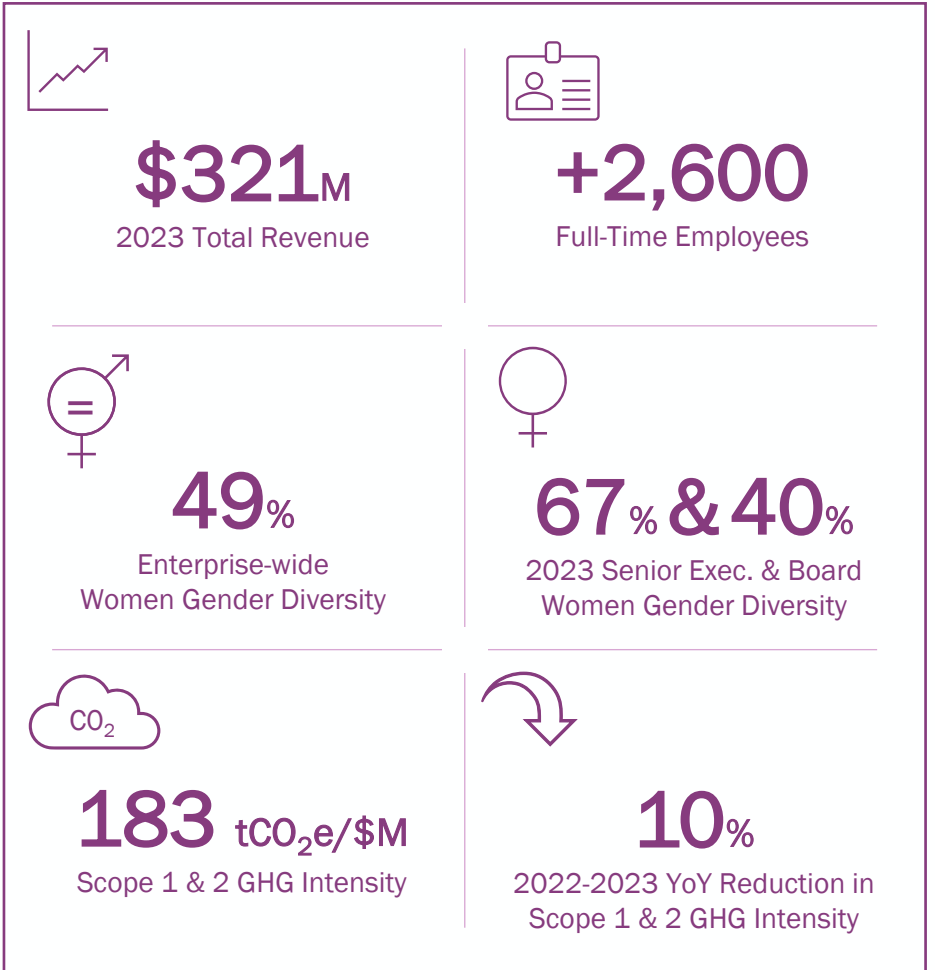 $321M
2023 Total Revenue
+2,600
Full-Time Employees
=
49%
Enterprise-wide
Women Gender Diversity
67% & 40%
2023 Senior Exec. & Board
Women Gender Diversity
CO₂
183 tCO₂e/$M
Scope 1 & 2 GHG Intensity
10%
2022-2023 YoY Reduction in
Scope 1 & 2 GHG Intensity